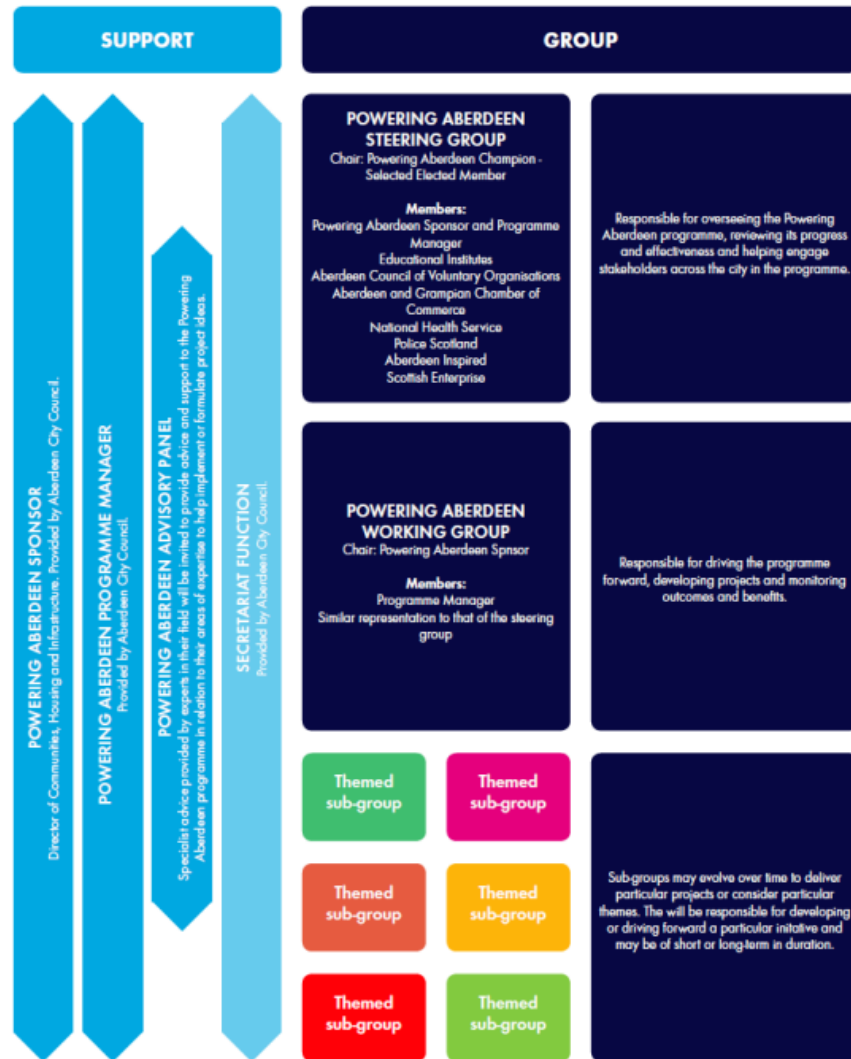 SUPPORT
GROUP
POWERING ABERDEEN SPONSOR
Director of Communities, Housing and Infrastructure. Provided by Aberdeen City Council.
POWERING ABERDEEN PROGRAMME MANAGER
Provided by Aberdeen City Council.
POWERING ABERDEEN ADVISORY PANEL
Specialist advice provided by experts in their field will be invited to provide advice and support to the Powering
Aberdeen programme in relation to their areas of expertise to help implement or formulate project ideas.
SECRETARIAT FUNCTION
Provided by Aberdeen City Council.
POWERING ABERDEEN
STEERING GROUP
Chair: Powering Aberdeen Champion -
Selected Elected Member
Members:
Powering Aberdeen Sponsor and Programme
Manager
Educational Institutes
Aberdeen Council of Voluntary Organisations
Aberdeen and Grampian Chamber of
Commerce
National Health Service
Police Scotland
Aberdeen Inspired
Scottish Enterprise
Responsible for overseeing the Powering
Aberdeen programme, reviewing its progress
and effectiveness and helping engage
stakeholders across the city in the programme.
POWERING ABERDEEN
WORKING GROUP
Chair: Powering Aberdeen Spnsor
Members:
Programme Manager
Similar representation to that of the steering
group
Responsible for driving the programme
forward, developing projects and monitoring
outcomes and benefits.
Themed
sub-group
Themed
sub-group
Themed
sub-group
Themed
sub-group
Themed
sub-group
Themed
sub-group
Sub-groups may evolve over time to deliver
particular projects or consider particular
themes. The will be responsible for developing
or driving forward a particular initative and
may be of short or long-term in duration.